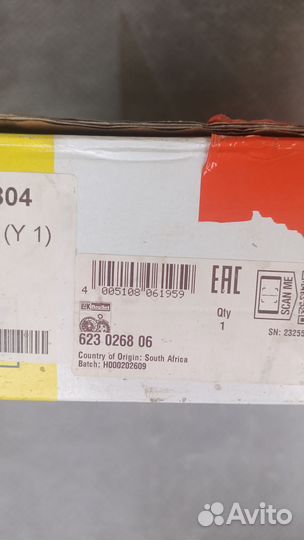 304
(Y 1)
4 005108 061959
EAC
Qty
1
SCAN ME
SN: 23255
RepSet
623 0268 06
Country of Origin: South Africa
Batch: H000202609
Avito